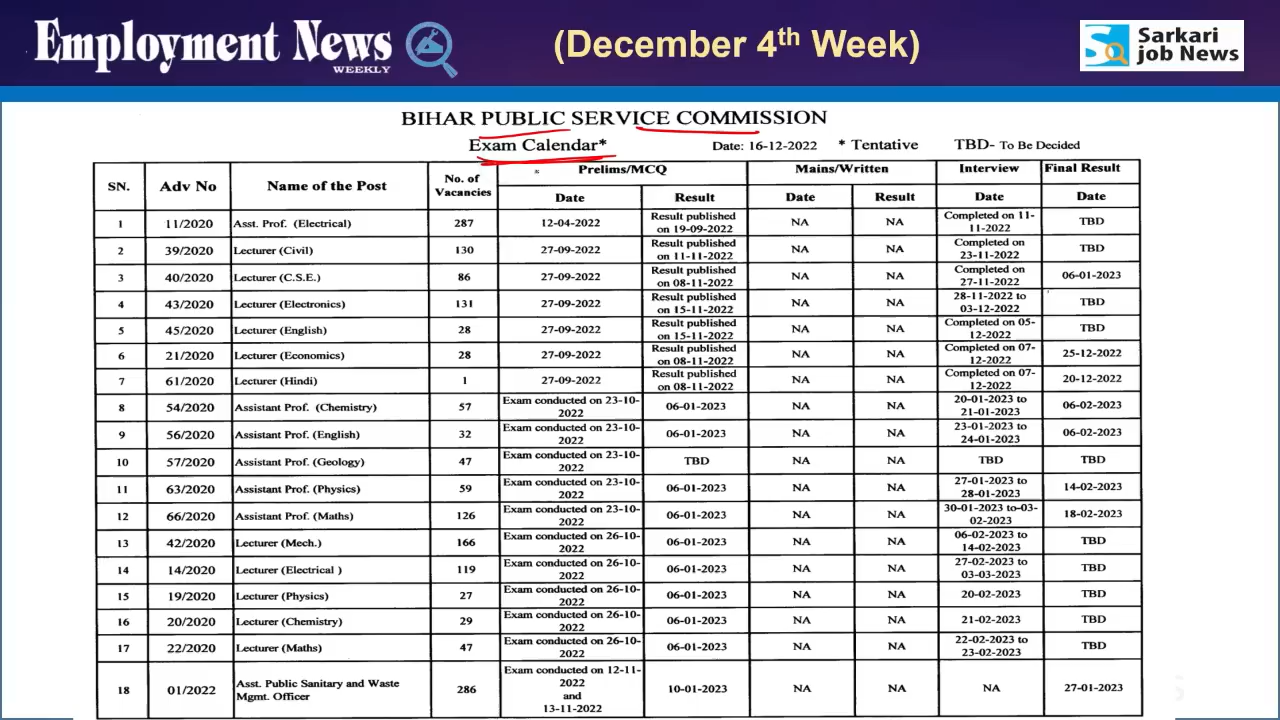 Employment News
WEEKLY
(December 4th Week)
Sarkari
job News
BIHAR PUBLIC SERVICE COMMISSION
Exam Calendar* Date: 16-12-2022 * Tentative TBD- To Be Decided
SN. Adv No Name of the Post No. of Vacancies * Prelims/MCQ Mains/Written Interview Final Result
Date Result Date Result Date Date
1 11/2020 Asst. Prof. (Electrical) 287 12-04-2022 Result published on 19-09-2022 NA NA Completed on 11-11-2022 TBD
2 39/2020 Lecturer (Civil) 130 27-09-2022 Result published on 11-11-2022 NA NA Completed on 23-11-2022 TBD
3 40/2020 Lecturer (C.S.E) 86 27-09-2022 Result published on 08-11-2022 NA NA Completed on 27-11-2022 06-01-2023
4 43/2020 Lecturer (Electronics) 131 27-09-2022 Result published on 15-11-2022 NA NA 28-11-2022 to 03-12-2022 TBD
5 45/2020 Lecturer (English) 28 27-09-2022 Result published on 15-11-2022 NA NA Completed on 05-12-2022 TBD
6 21/2020 Lecturer (Economics) 28 27-09-2022 Result published on 08-11-2022 NA NA Completed on 07-12-2022 25-12-2022
7 61/2020 Lecturer (Hindi) 1 27-09-2022 Result published on 08-11-2022 NA NA Completed on 07-12-2022 20-12-2022
8 54/2020 Assistant Prof. (Chemistry) 57 Exam conducted on 23-10-2022 06-01-2023 NA NA 20-01-2023 to 21-01-2023 06-02-2023
9 56/2020 Assistant Prof. (English) 32 Exam conducted on 23-10-2022 06-01-2023 NA NA 23-01-2023 to 24-01-2023 06-02-2023
10 57/2020 Assistant Prof. (Geology) 47 Exam conducted on 23-10-2022 TBD NA NA TBD TBD
11 63/2020 Assistant Prof. (Physics) 59 Exam conducted on 23-10-2022 06-01-2023 NA NA 27-01-2023 to 28-01-2023 14-02-2023
12 66/2020 Assistant Prof. (Maths) 126 Exam conducted on 23-10-2022 06-01-2023 NA NA 30-01-2023 to 03-02-2023 18-02-2023
13 42/2020 Lecturer (Mech.) 166 Exam conducted on 26-10-2022 06-01-2023 NA NA 06-02-2023 to 14-02-2023 TBD
14 14/2020 Lecturer (Electrical ) 119 Exam conducted on 26-10-2022 06-01-2023 NA NA 27-02-2023 to 03-03-2023 TBD
15 19/2020 Lecturer (Physics) 27 Exam conducted on 26-10-2022 06-01-2023 NA NA 20-02-2023 TBD
16 20/2020 Lecturer (Chemistry) 29 Exam conducted on 26-10-2022 06-01-2023 NA NA 21-02-2023 TBD
17 22/2020 Lecturer (Maths) 47 Exam conducted on 26-10-2022 06-01-2023 NA NA 22-02-2023 to 23-02-2023 TBD
18 01/2022 Asst. Public Sanitary and Waste Mgmt. Officer 286 Exam conducted on 12-11-2022 and 13-11-2022 10-01-2023 NA NA NA 27-01-2023